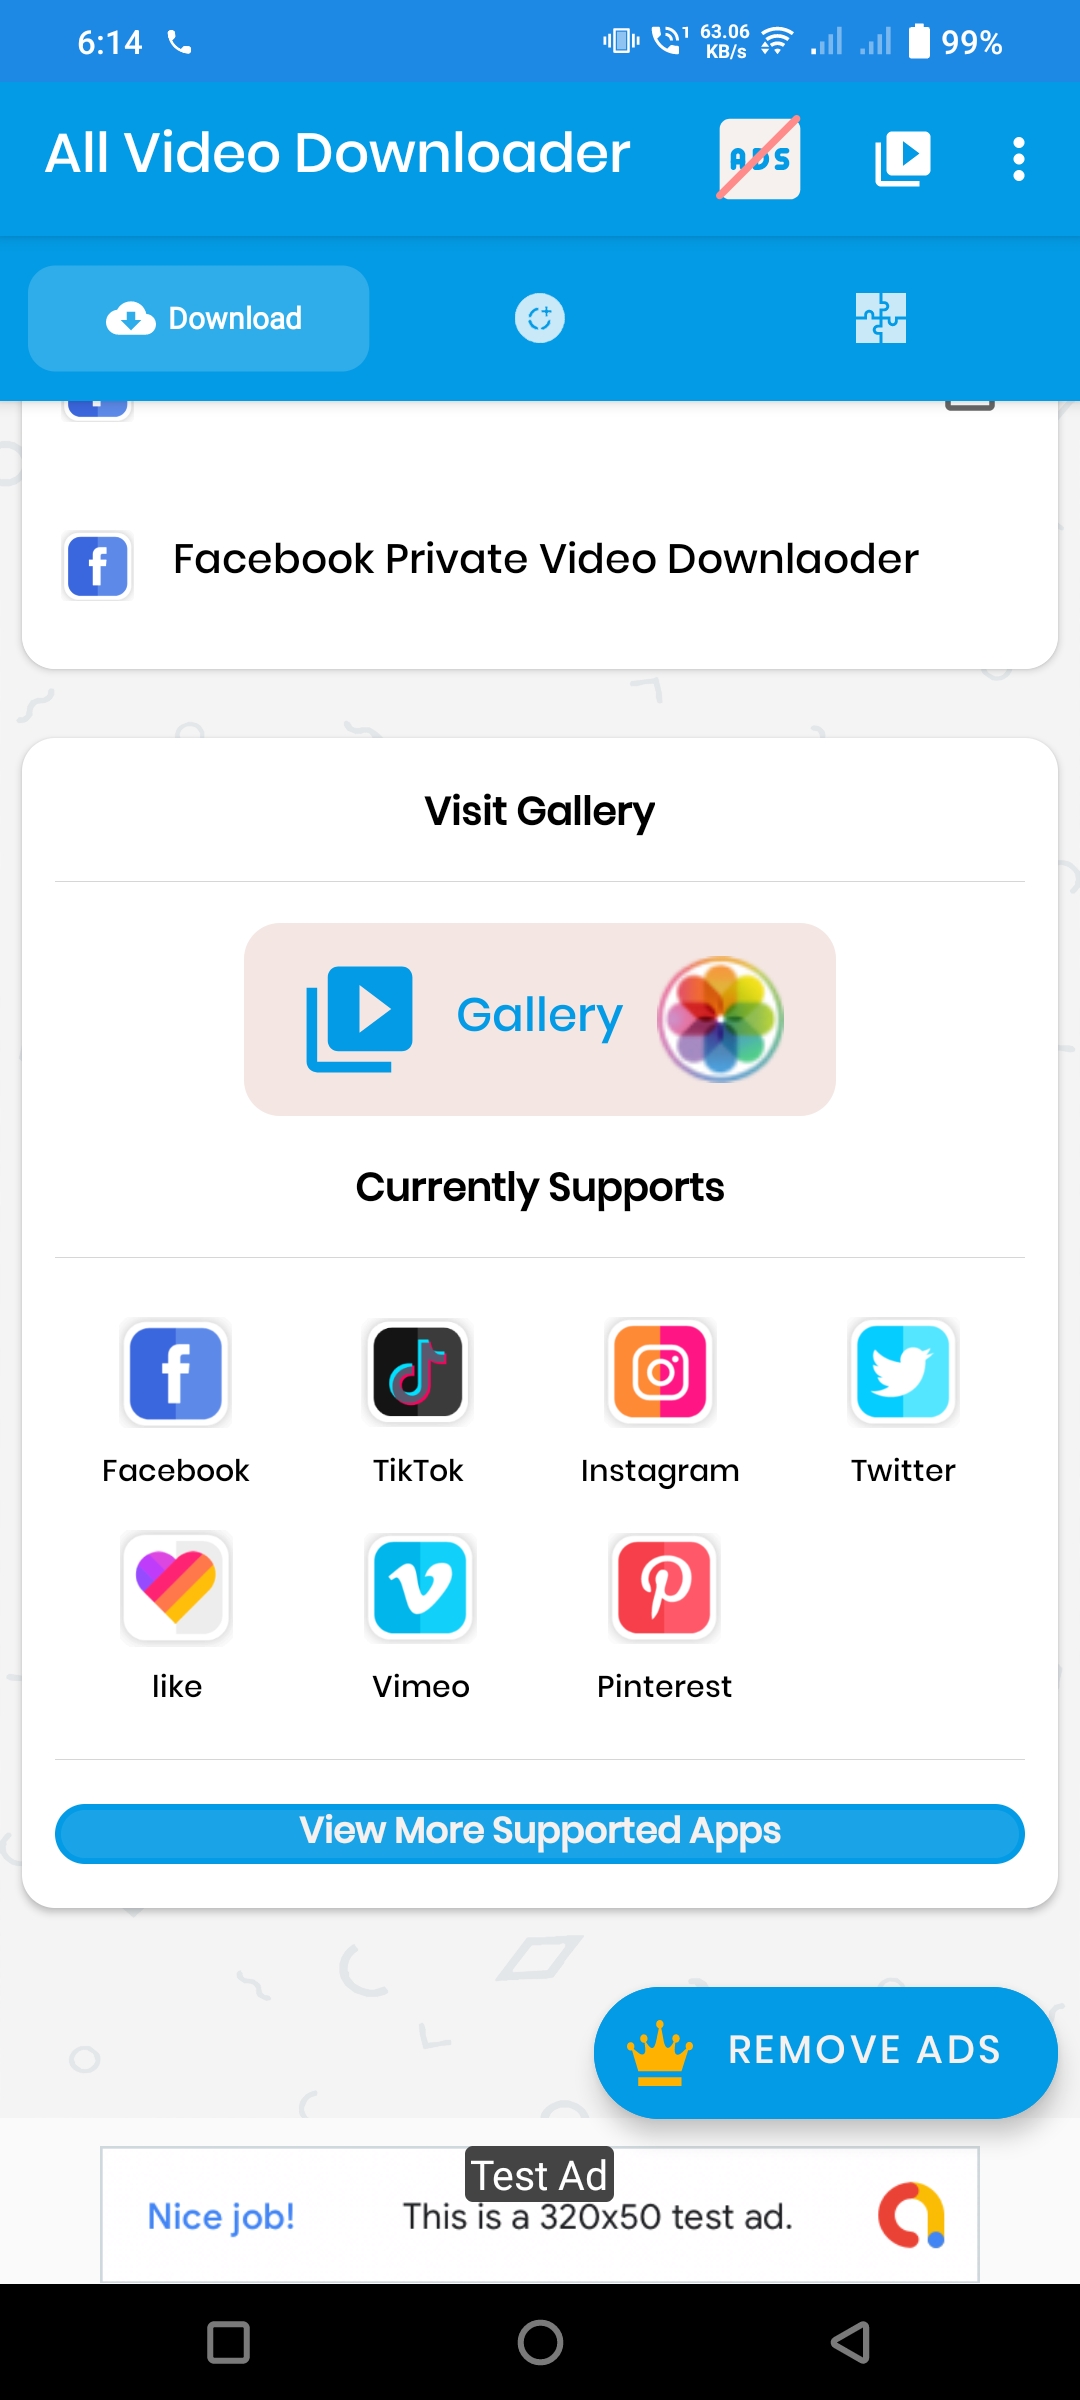 6:14
1 63.06 KB/s 99%
All Video Downloader
ADS
Download
Facebook Private Video Downlaoder
Visit Gallery
Gallery
Currently Supports
Facebook TikTok Instagram Twitter
like Vimeo Pinterest
View More Supported Apps
REMOVE ADS
Test Ad
Nice job! This is a 320x50 test ad.